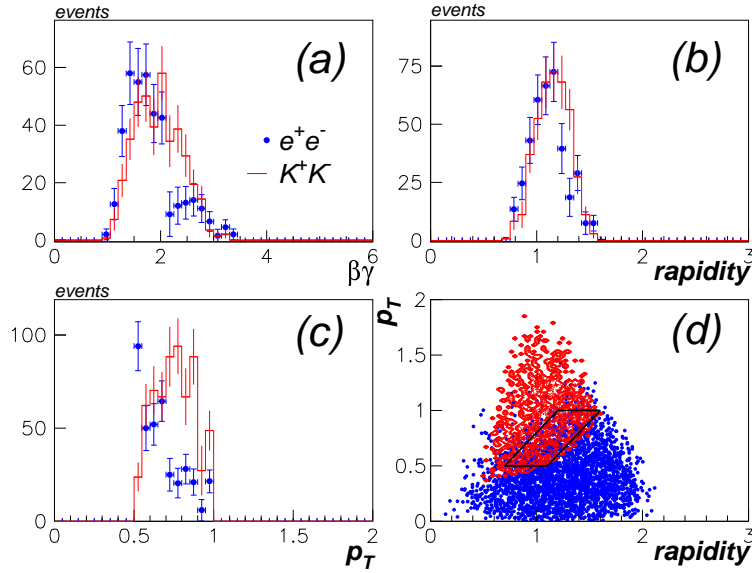 events
(a)
60
40
20
0
e⁺e⁻
K⁺K⁻
0 2 4 6
βγ
events
(b)
75
50
25
0
0 1 2 3
rapidity
events
(c)
100
50
0
0 0.5 1 1.5 2
p_T
p_T
(d)
2
1.5
1
0.5
0
0 1 2 3
rapidity